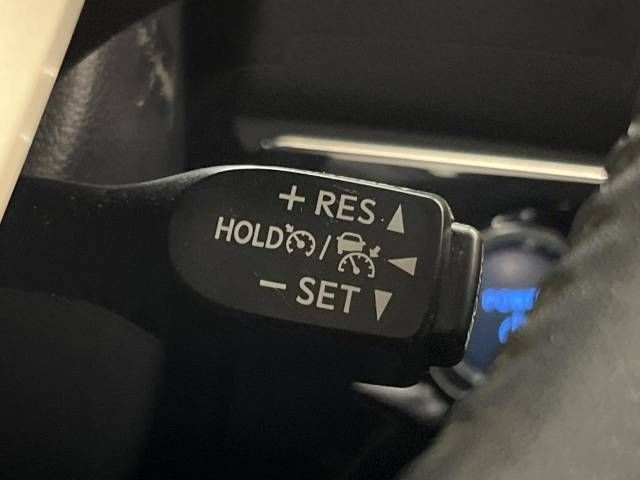 + RES ▲
HOLD / ◀
− SET ▼